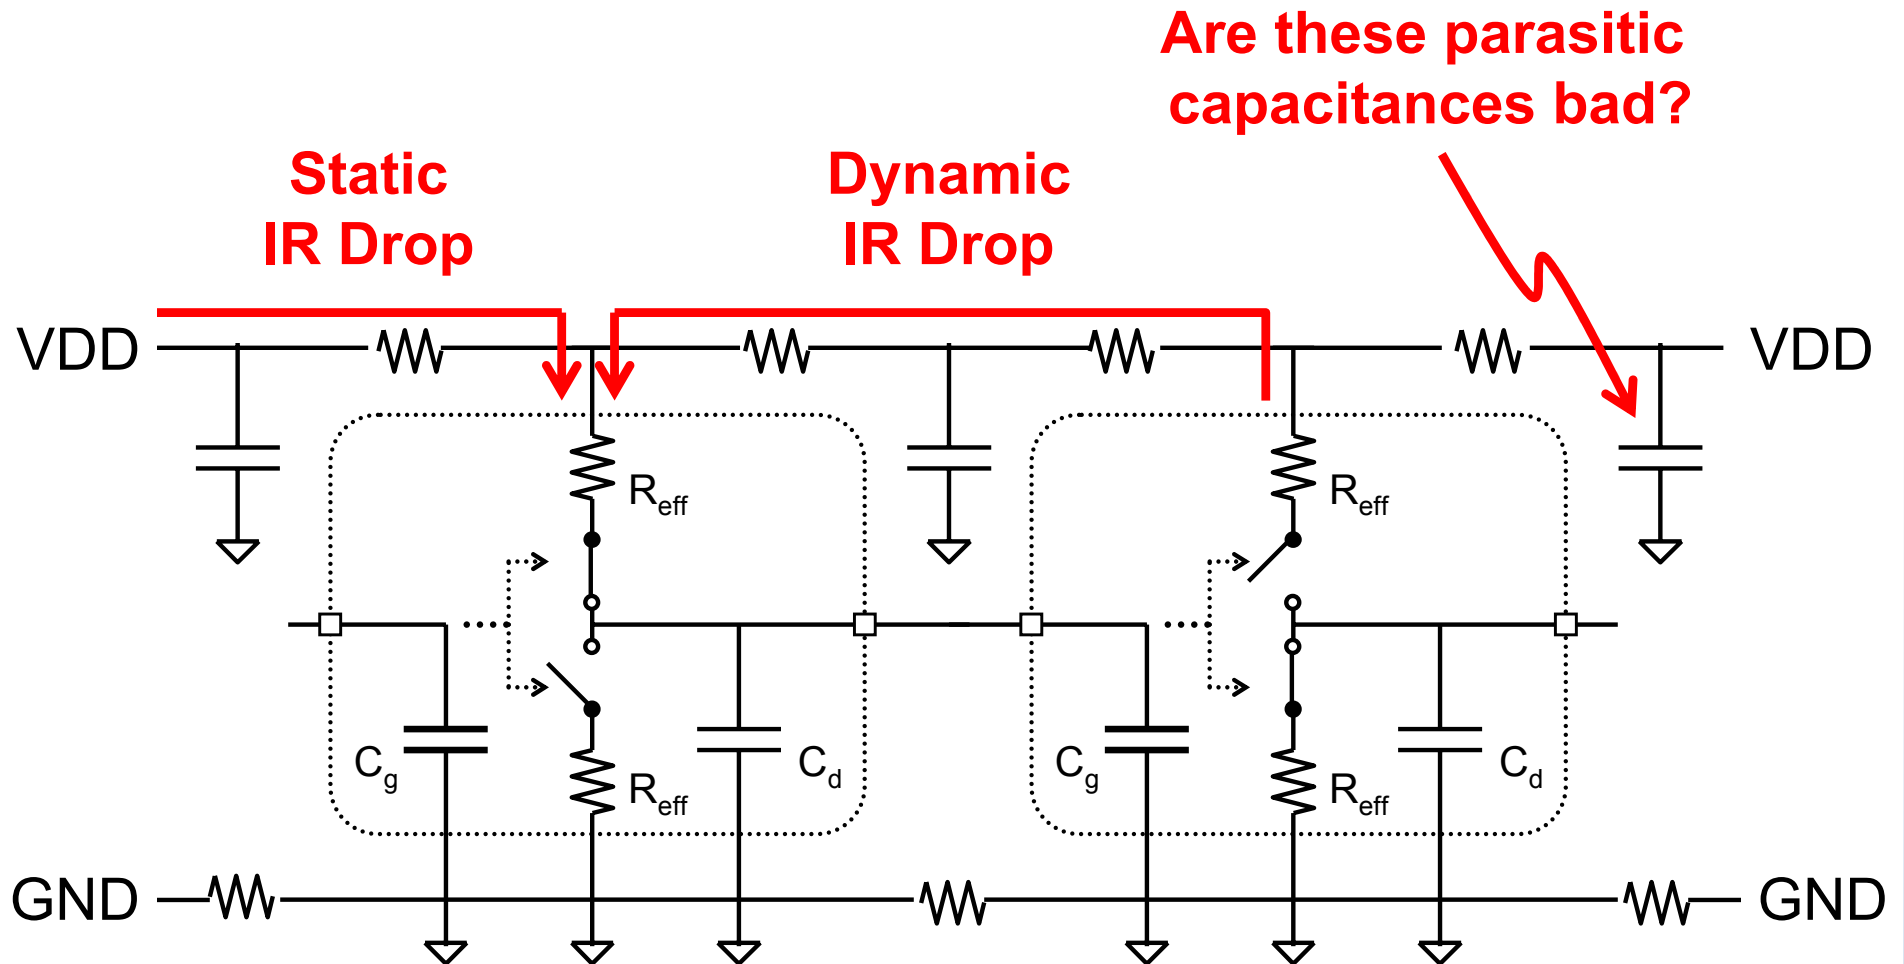 Are these parasitic
capacitances bad?
Static
IR Drop
Dynamic
IR Drop
VDD
VDD
Reff
Reff
Cg
Reff
Cd
Cg
Reff
Cd
GND
GND